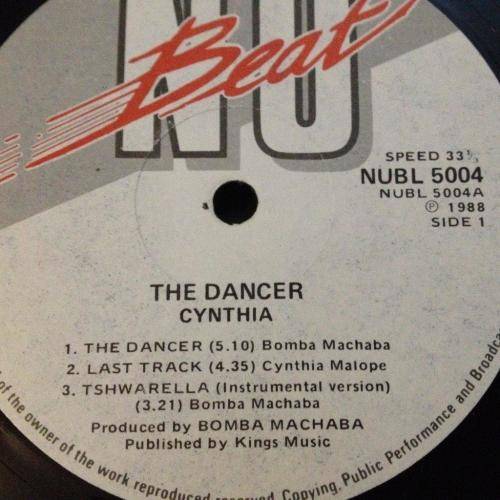 NU
Beat
SPEED 33⅓
NUBL 5004
NUBL 5004A
℗ 1988
SIDE 1
THE DANCER
CYNTHIA
1. THE DANCER (5.10) Bomba Machaba
2. LAST TRACK (4.35) Cynthia Malope
3. TSHWARELLA (Instrumental version)
(3.21) Bomba Machaba
Produced by BOMBA MACHABA
Published by Kings Music
of the owner of the work reproduced reserved. Copying, Public Performance and Broadca